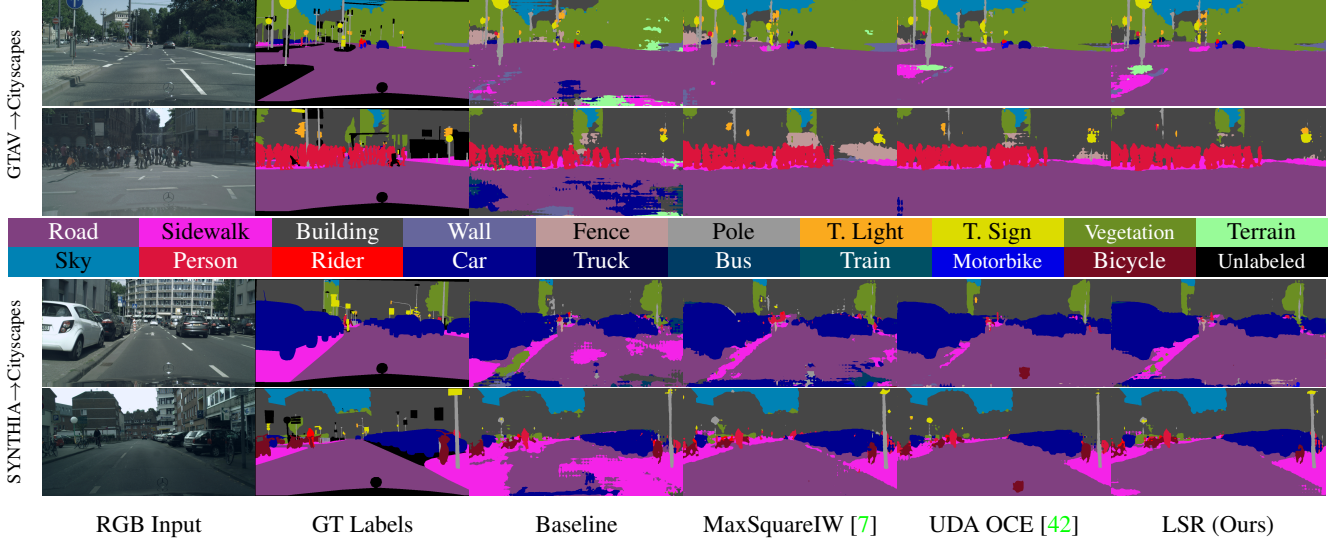 GTAV→Cityscapes
Road Sidewalk Building Wall Fence Pole T. Light T. Sign Vegetation Terrain
Sky Person Rider Car Truck Bus Train Motorbike Bicycle Unlabeled
SYNTHIA→Cityscapes
RGB Input GT Labels Baseline MaxSquareIW [7] UDA OCE [42] LSR (Ours)